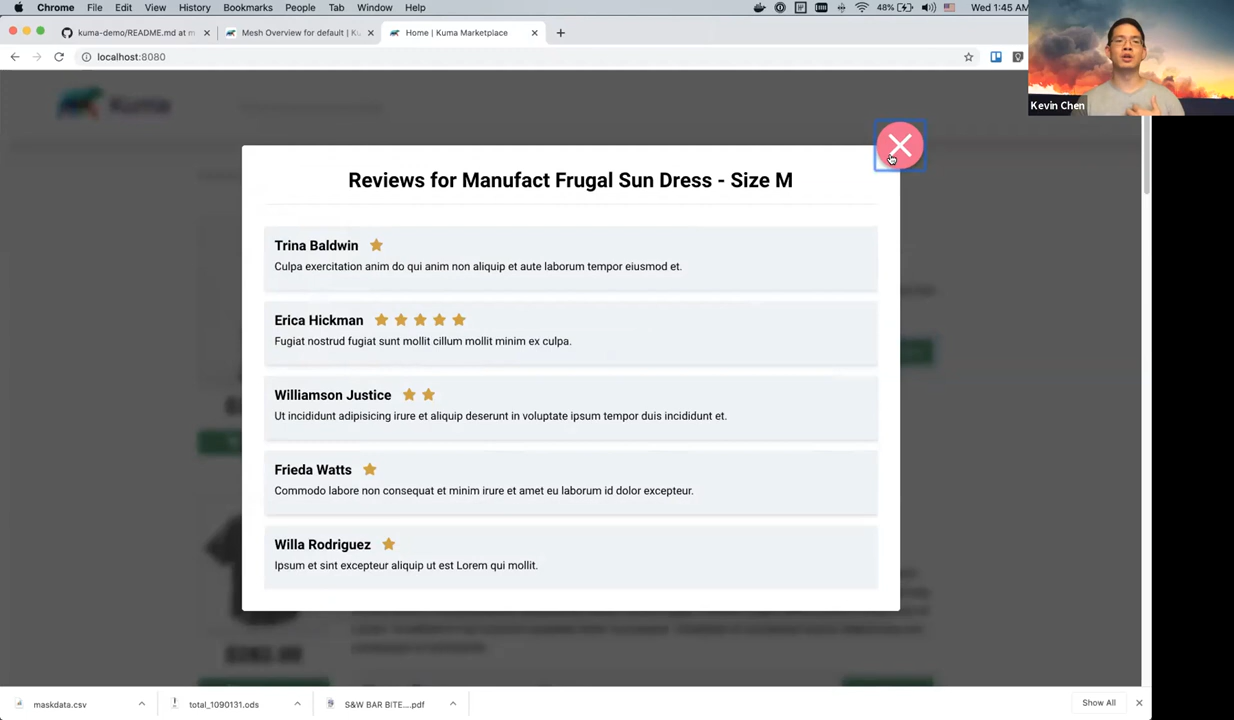 Chrome File Edit View History Bookmarks People Tab Window Help
48% Wed 1:45 AM
kuma-demo/README.md at m
Mesh Overview for default | Ku
Home | Kuma Marketplace
localhost:8080
Kevin Chen
Kuma
Reviews for Manufact Frugal Sun Dress - Size M
Trina Baldwin
Culpa exercitation anim do qui anim non aliquip et aute laborum tempor eiusmod et.
Erica Hickman
Fugiat nostrud fugiat sunt mollit cillum mollit minim ex culpa.
Williamson Justice
Ut incididunt adipisicing irure et aliquip deserunt in voluptate ipsum tempor duis incididunt et.
Frieda Watts
Commodo labore non consequat et minim irure et amet eu laborum id dolor excepteur.
Willa Rodriguez
Ipsum et sint excepteur aliquip ut est Lorem qui mollit.
maskdata.csv
total_1090131.ods
S&W BAR BITE....pdf
Show All